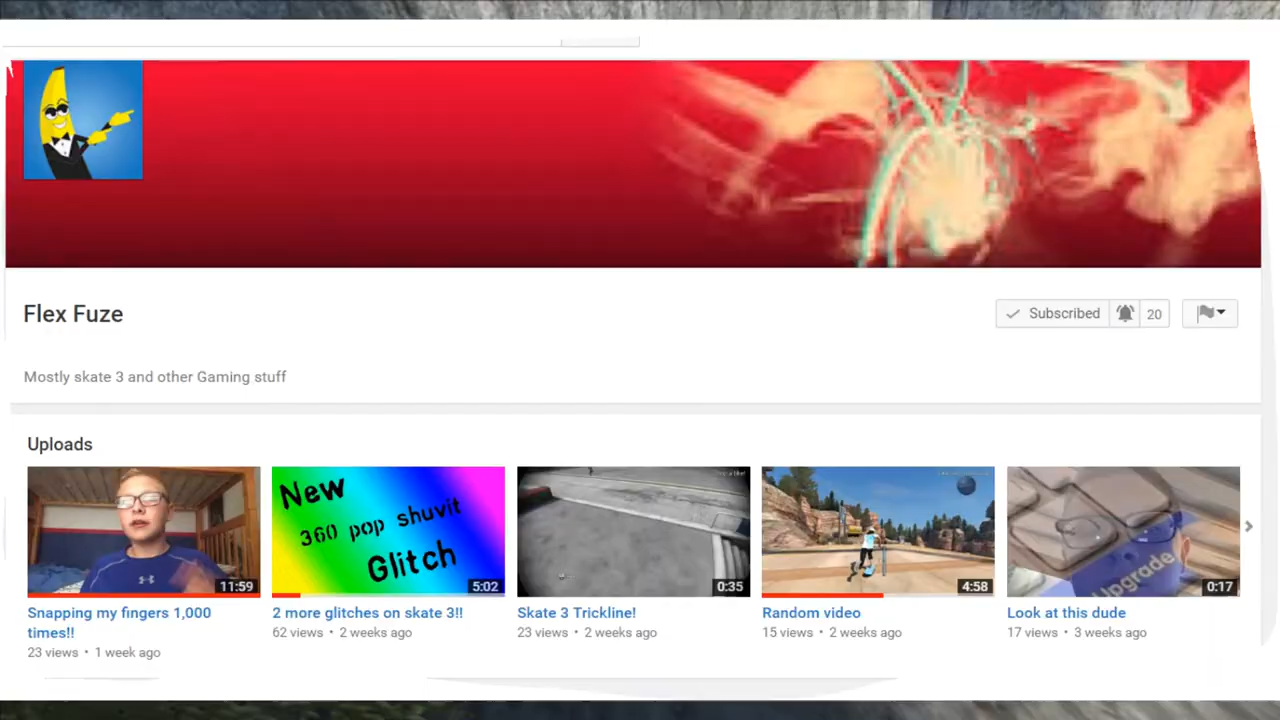 Flex Fuze
Subscribed
20
Mostly skate 3 and other Gaming stuff
Uploads
New
360 pop shuvit
Glitch
Upgrade
11:59
5:02
0:35
4:58
0:17
Snapping my fingers 1,000
times!!
23 views • 1 week ago
2 more glitches on skate 3!!
62 views • 2 weeks ago
Skate 3 Trickline!
23 views • 2 weeks ago
Random video
15 views • 2 weeks ago
Look at this dude
17 views • 3 weeks ago